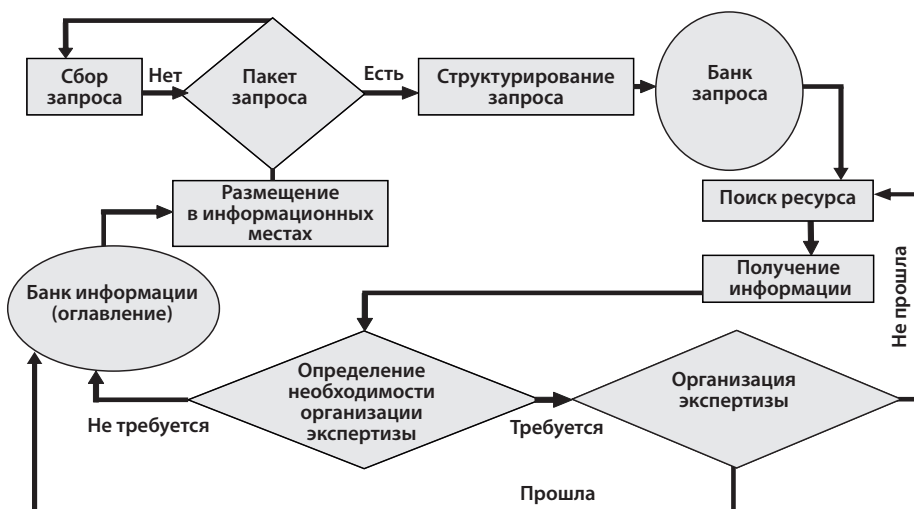 Сбор
запроса
Нет
Пакет
запроса
Есть
Структурирование
запроса
Банк
запроса
Размещение
в информационных
местах
Поиск ресурса
Получение
информации
Не прошла
Банк информации
(оглавление)
Определение
необходимости
организации
экспертизы
Организация
экспертизы
Не требуется
Требуется
Прошла